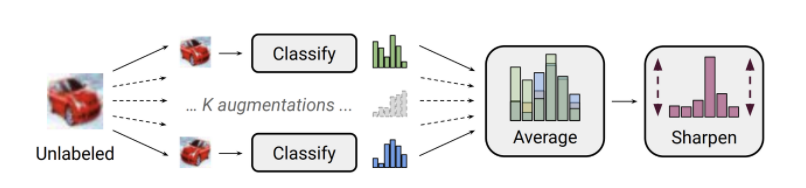 Classify
... K augmentations ...
Unlabeled
Classify
Average
Sharpen